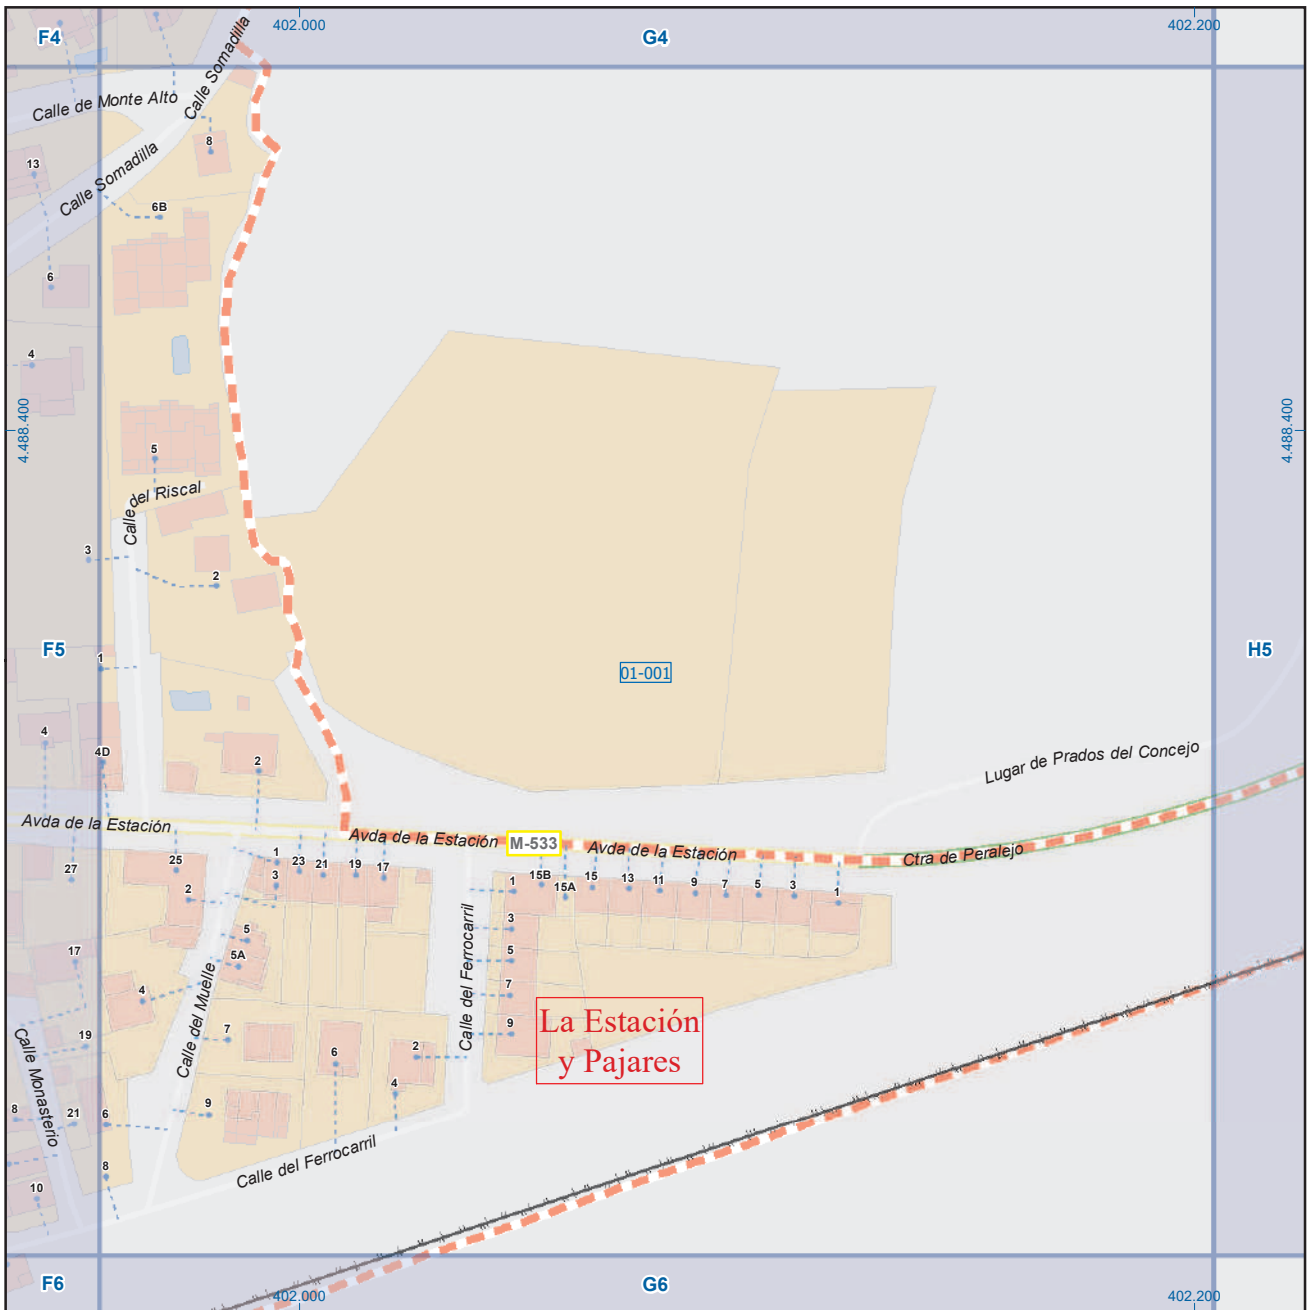 402.000
402.200
F4
G4
Calle de Monte Alto
Calle Somadilla
8
13
Calle Somadilla
6B
6
4
4.488.400
4.488.400
5
Calle del Riscal
3
2
F5
1
01-001
H5
4
4D
2
Lugar de Prados del Concejo
Avda de la Estación
Avda de la Estación
M-533
Avda de la Estación
Ctra de Peralejo
27
25
2
1
3
23
21
19
17
1
15B
15A
15
13
11
9
7
5
3
1
3
5
7
9
5
5A
17
4
19
Calle del Muelle
Calle del Ferrocarril
La Estación
y Pajares
7
6
2
4
9
Calle Monasterio
8
21
6
8
10
Calle del Ferrocarril
F6
G6
402.000
402.200